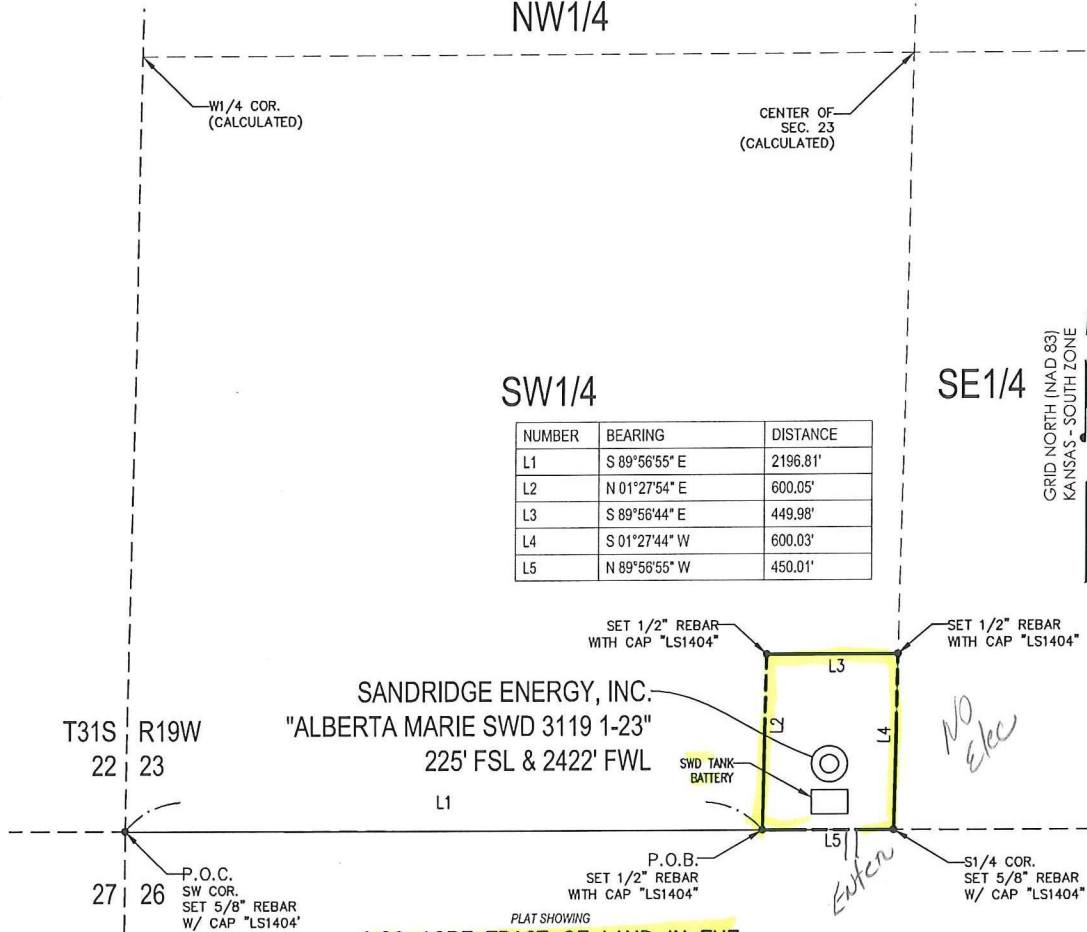 NW1/4
W1/4 COR.
(CALCULATED)
CENTER OF
SEC. 23
(CALCULATED)
SW1/4
SE1/4
GRID NORTH (NAD 83)
KANSAS - SOUTH ZONE
NUMBER BEARING DISTANCE
L1 S 89°56'55" E 2196.81'
L2 N 01°27'54" E 600.05'
L3 S 89°56'44" E 449.98'
L4 S 01°27'44" W 600.03'
L5 N 89°56'55" W 450.01'
SET 1/2" REBAR
WITH CAP "LS1404"
SET 1/2" REBAR
WITH CAP "LS1404"
L3
L2
L4
SANDRIDGE ENERGY, INC.
"ALBERTA MARIE SWD 3119 1-23"
225' FSL & 2422' FWL
SWD TANK
BATTERY
NO
Elec
T31S R19W
22 23
L1
L5
27 26
P.O.C.
SW COR.
SET 5/8" REBAR
W/ CAP "LS1404'
P.O.B.
SET 1/2" REBAR
WITH CAP "LS1404"
Enter
S1/4 COR.
SET 5/8" REBAR
W/ CAP "LS1404"
PLAT SHOWING
ACRE TRACT OF LAND IN THE